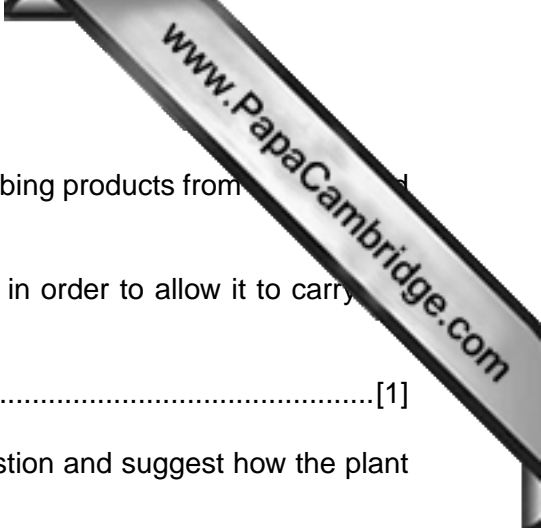 www.PapaCambridge.com
bing products from
in order to allow it to carry
....................................................[1]
stion and suggest how the plant